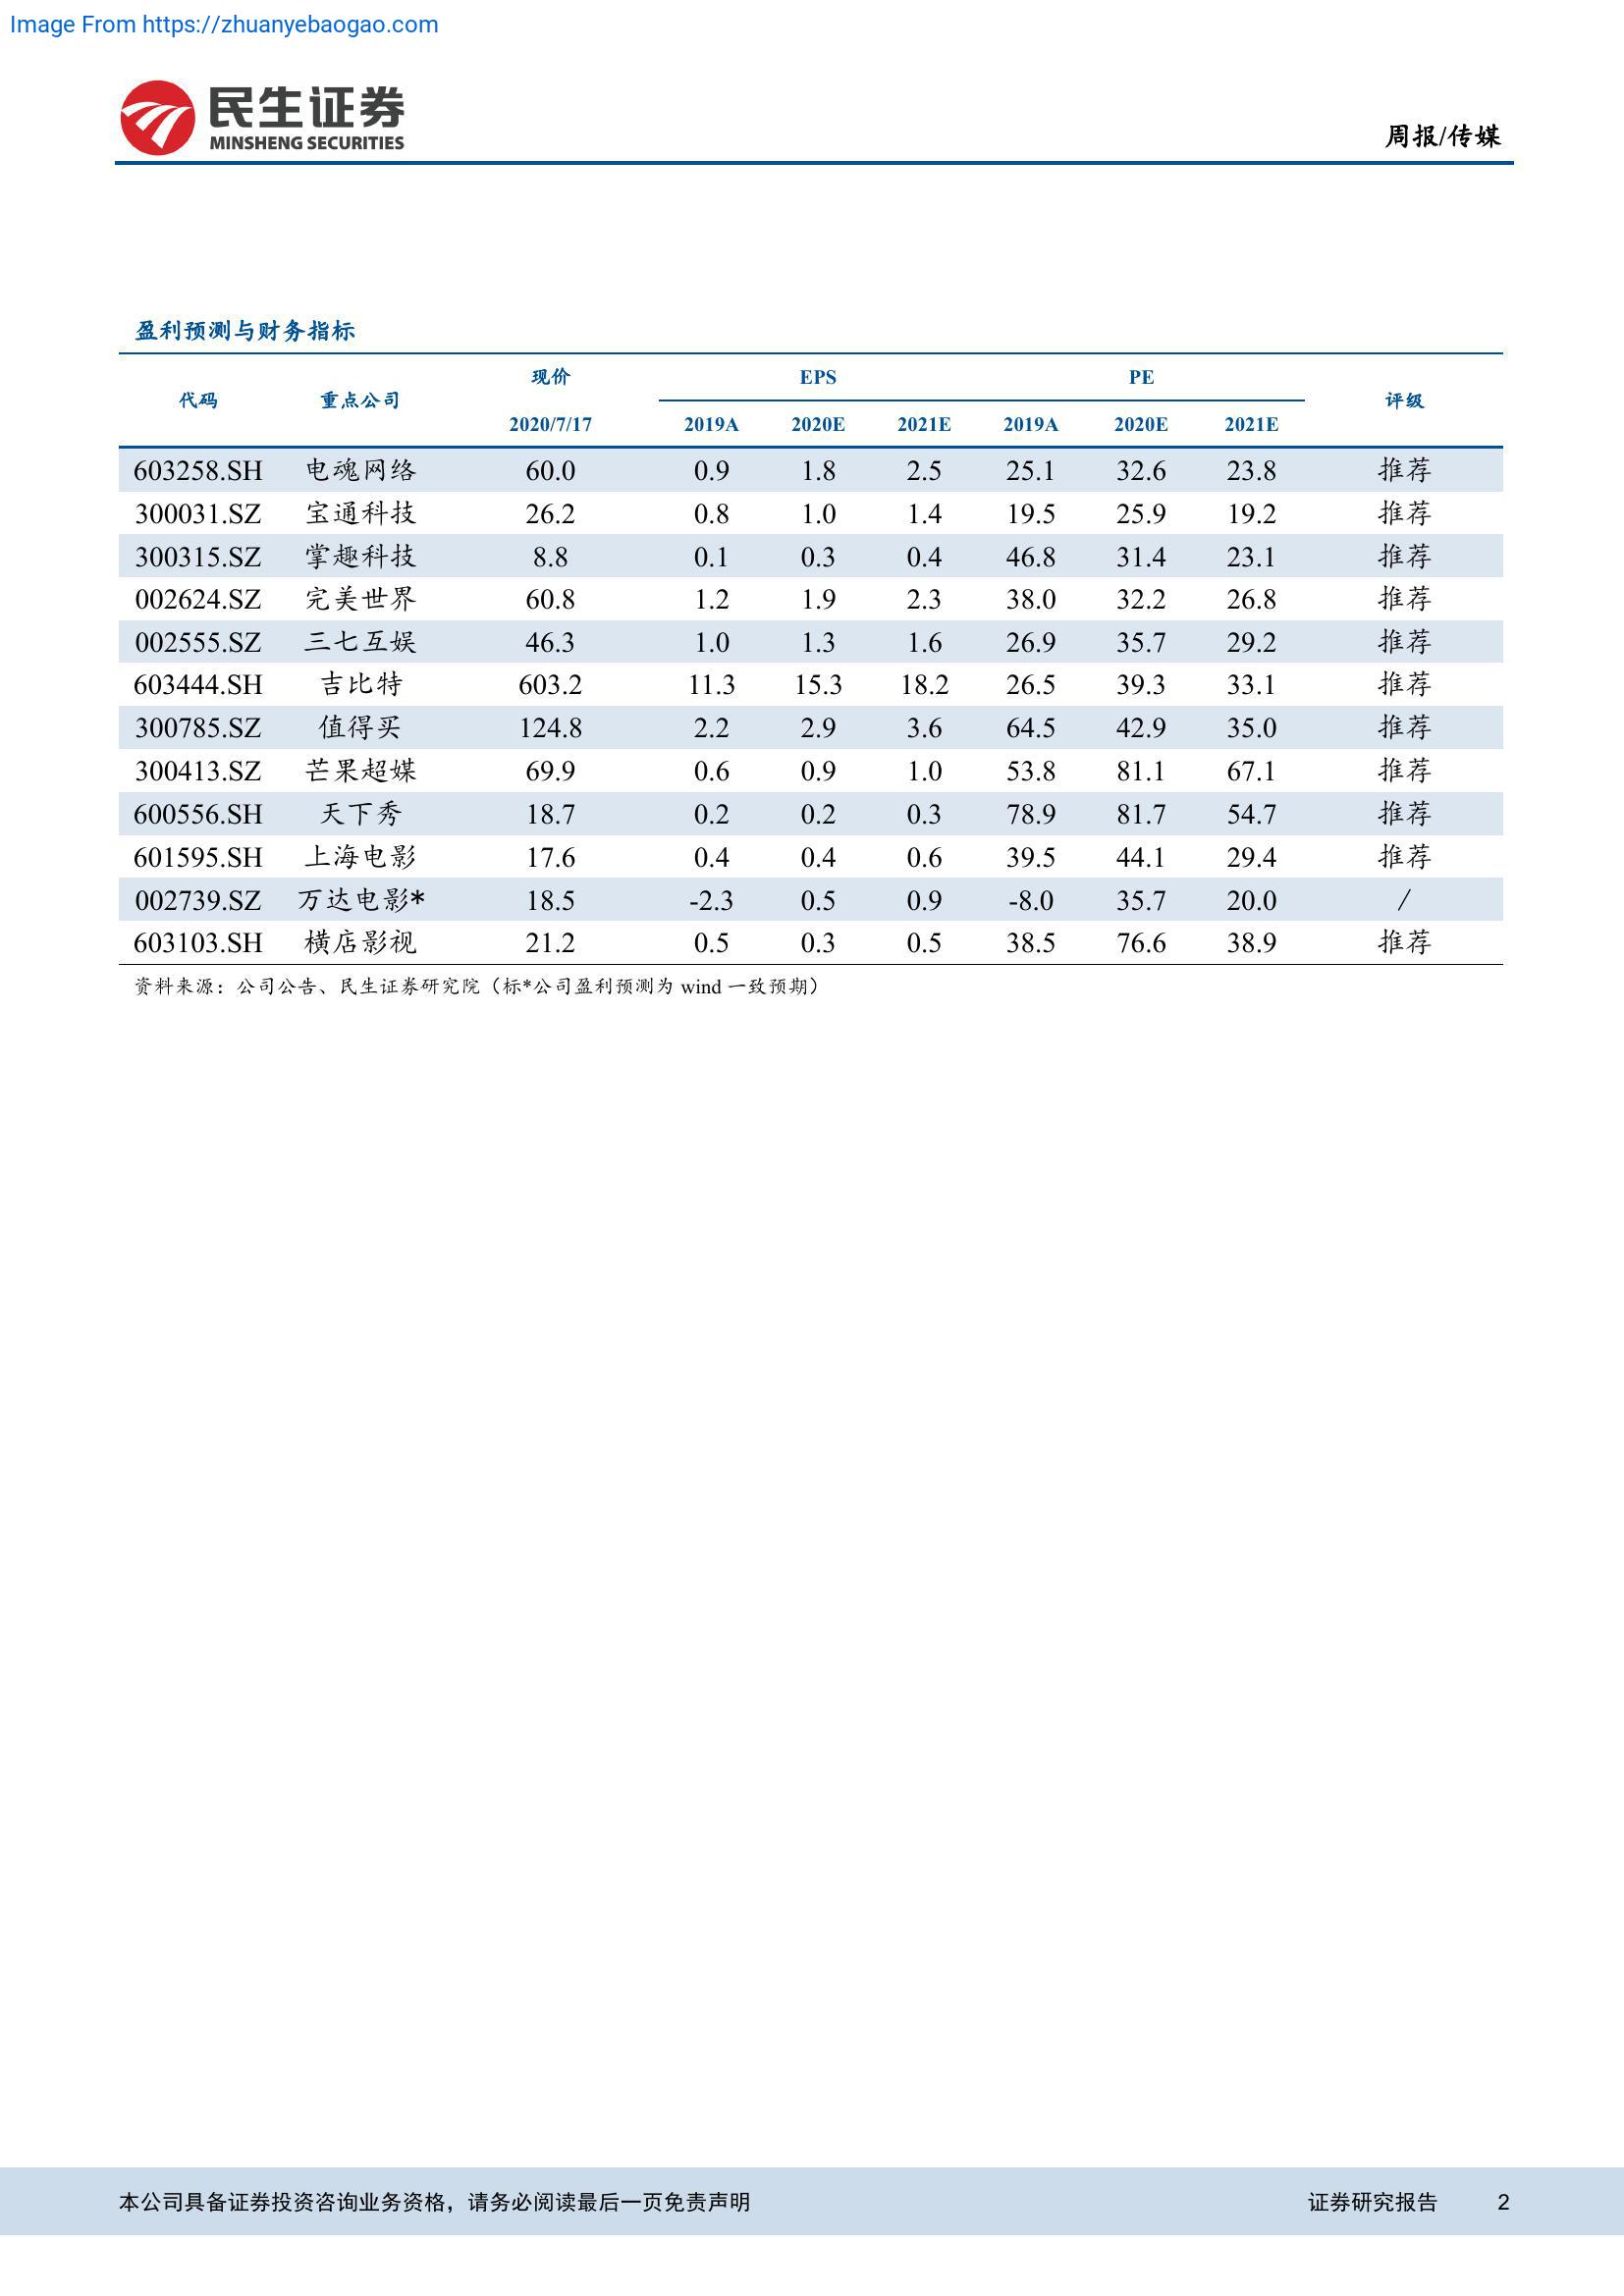 Image From https://zhuanyebaogao.com
民生证券
MINSHENG SECURITIES
周报/传媒
盈利预测与财务指标
代码 重点公司 现价 EPS PE 评级
2020/7/17 2019A 2020E 2021E 2019A 2020E 2021E
603258.SH 电魂网络 60.0 0.9 1.8 2.5 25.1 32.6 23.8 推荐
300031.SZ 宝通科技 26.2 0.8 1.0 1.4 19.5 25.9 19.2 推荐
300315.SZ 掌趣科技 8.8 0.1 0.3 0.4 46.8 31.4 23.1 推荐
002624.SZ 完美世界 60.8 1.2 1.9 2.3 38.0 32.2 26.8 推荐
002555.SZ 三七互娱 46.3 1.0 1.3 1.6 26.9 35.7 29.2 推荐
603444.SH 吉比特 603.2 11.3 15.3 18.2 26.5 39.3 33.1 推荐
300785.SZ 值得买 124.8 2.2 2.9 3.6 64.5 42.9 35.0 推荐
300413.SZ 芒果超媒 69.9 0.6 0.9 1.0 53.8 81.1 67.1 推荐
600556.SH 天下秀 18.7 0.2 0.2 0.3 78.9 81.7 54.7 推荐
601595.SH 上海电影 17.6 0.4 0.4 0.6 39.5 44.1 29.4 推荐
002739.SZ 万达电影* 18.5 -2.3 0.5 0.9 -8.0 35.7 20.0 /
603103.SH 横店影视 21.2 0.5 0.3 0.5 38.5 76.6 38.9 推荐
资料来源：公司公告、民生证券研究院（标*公司盈利预测为 wind 一致预期）
本公司具备证券投资咨询业务资格，请务必阅读最后一页免责声明 证券研究报告 2